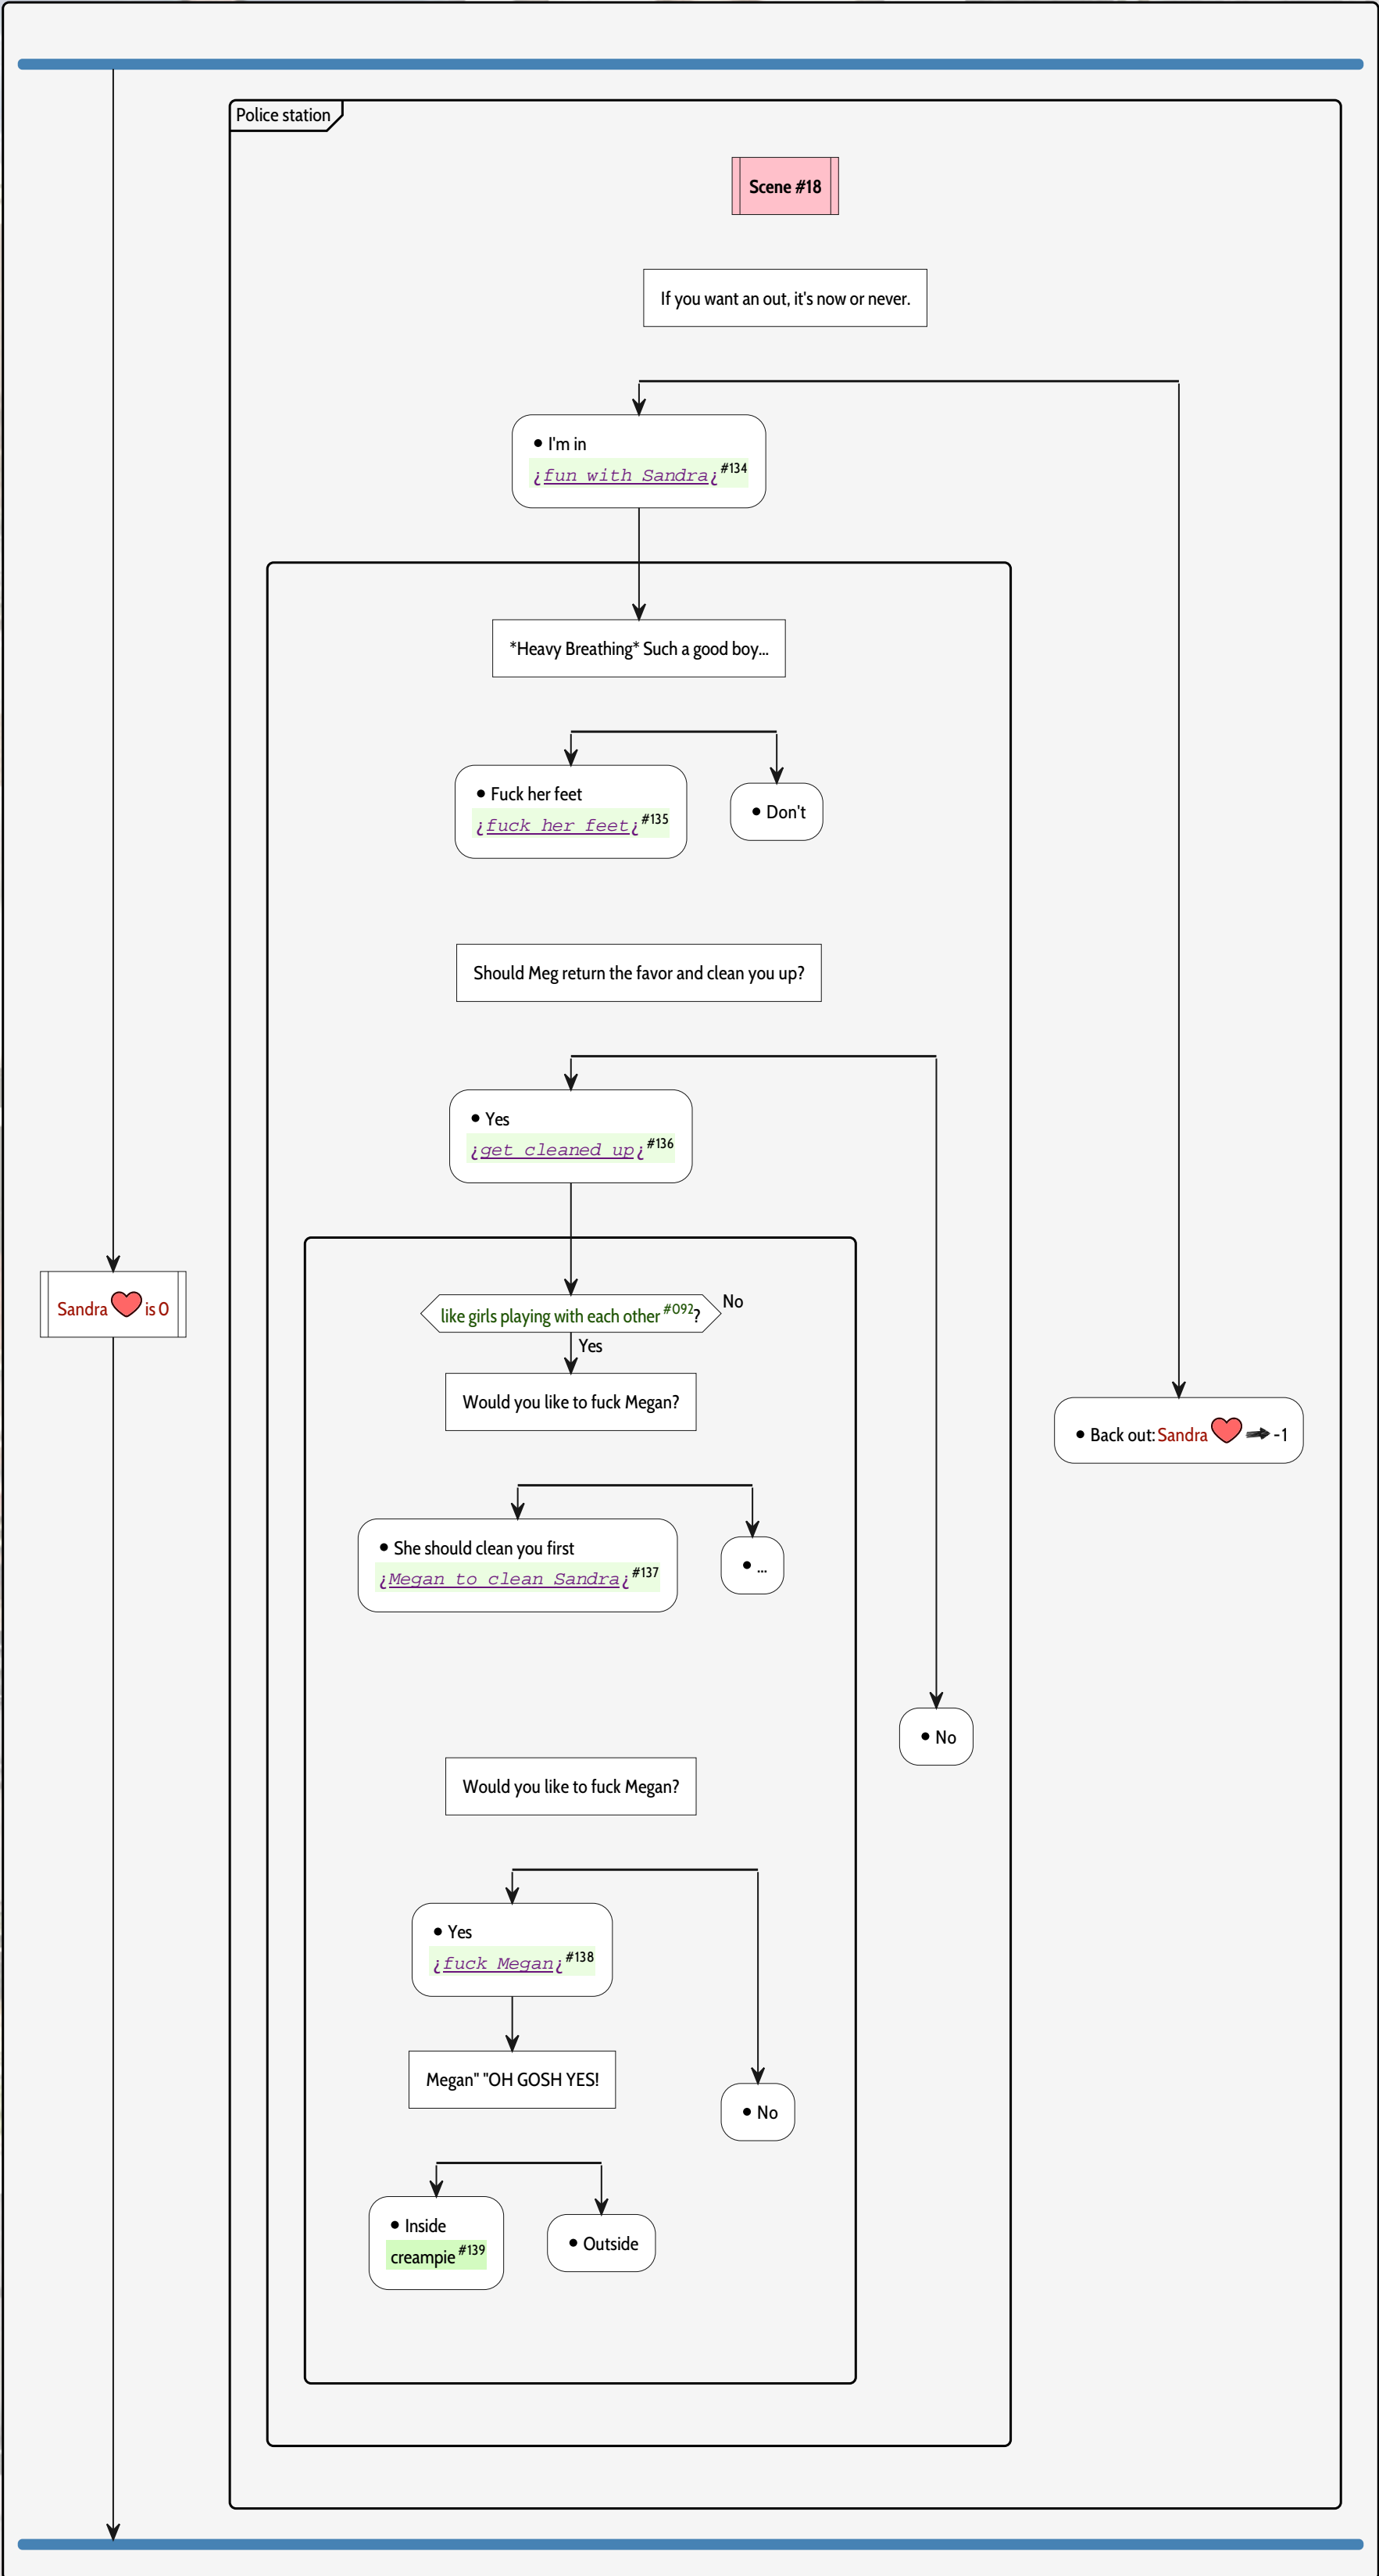 Police station
Scene #18
If you want an out, it's now or never.
• I'm in
¿fun with Sandra¿ #134
*Heavy Breathing* Such a good boy...
• Fuck her feet
¿fuck her feet¿ #135
• Don't
Should Meg return the favor and clean you up?
• Yes
¿get cleaned up¿ #136
Sandra is 0
like girls playing with each other #092?
No
Yes
Would you like to fuck Megan?
• Back out: Sandra -1
• She should clean you first
¿Megan to clean Sandra¿ #137
• ...
• No
Would you like to fuck Megan?
• Yes
¿fuck Megan¿ #138
Megan" "OH GOSH YES!
• No
• Inside
creampie #139
• Outside